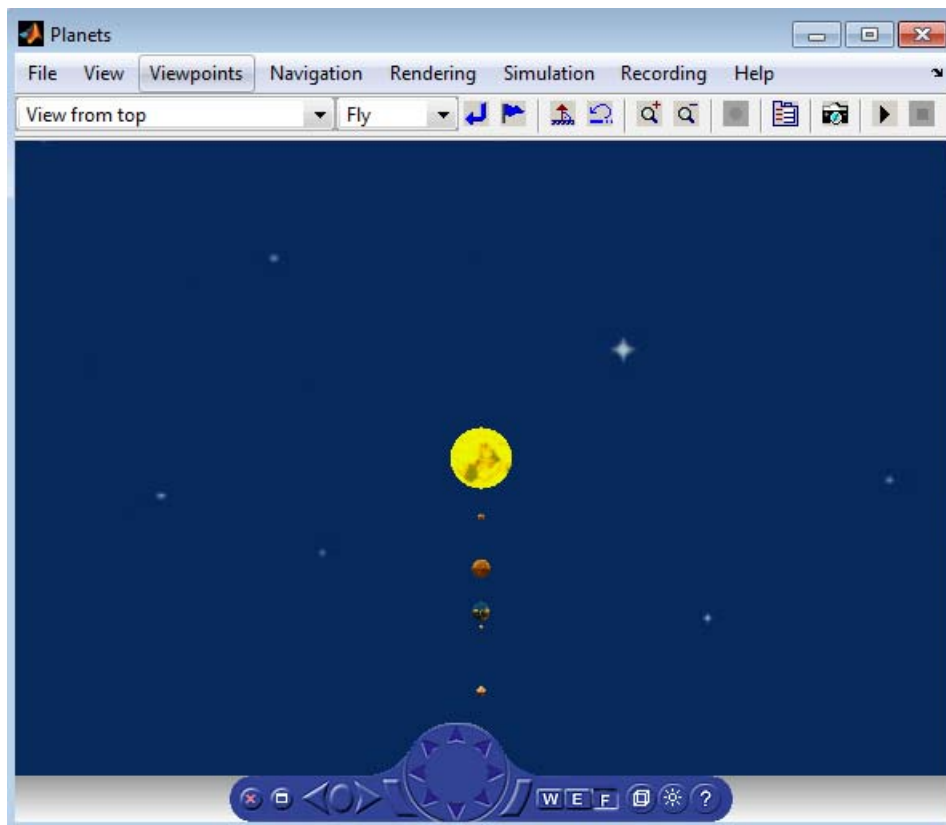 Planets
File View Viewpoints Navigation Rendering Simulation Recording Help
View from top Fly
W E F ?